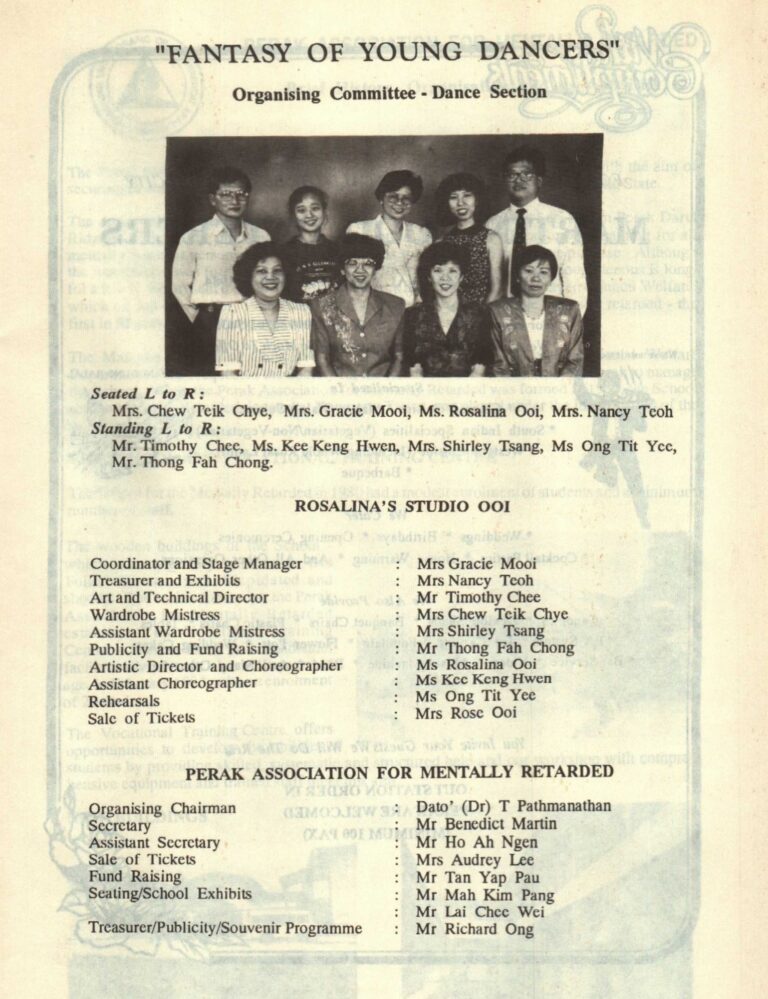 "FANTASY OF YOUNG DANCERS"
Organising Committee - Dance Section
Seated L to R :
Mrs. Chew Teik Chye, Mrs. Gracie Mooi, Ms. Rosalina Ooi, Mrs. Nancy Teoh
Standing L to R :
Mr. Timothy Chee, Ms. Kee Keng Hwen, Mrs. Shirley Tsang, Ms Ong Tit Yee,
Mr. Thong Fah Chong.
ROSALINA'S STUDIO OOI
Coordinator and Stage Manager : Mrs Gracie Mooi
Treasurer and Exhibits : Mrs Nancy Teoh
Art and Technical Director : Mr Timothy Chee
Wardrobe Mistress : Mrs Chew Teik Chye
Assistant Wardrobe Mistress : Mrs Shirley Tsang
Publicity and Fund Raising : Mr Thong Fah Chong
Artistic Director and Choreographer : Ms Rosalina Ooi
Assistant Choreographer : Ms Kee Keng Hwen
Rehearsals : Ms Ong Tit Yee
Sale of Tickets : Mrs Rose Ooi
PERAK ASSOCIATION FOR MENTALLY RETARDED
Organising Chairman : Dato' (Dr) T Pathmanathan
Secretary : Mr Benedict Martin
Assistant Secretary : Mr Ho Ah Ngen
Sale of Tickets : Mrs Audrey Lee
Fund Raising : Mr Tan Yap Pau
Seating/School Exhibits : Mr Mah Kim Pang
: Mr Lai Chee Wei
Treasurer/Publicity/Souvenir Programme : Mr Richard Ong